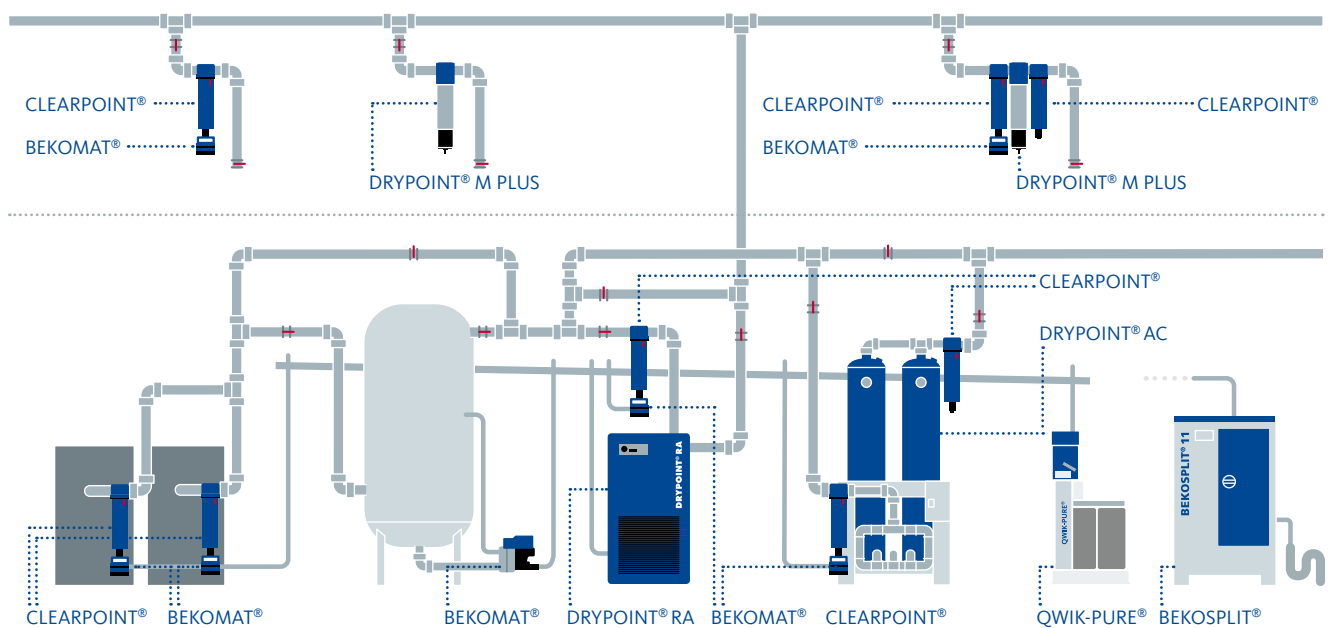 CLEARPOINT®
BEKOMAT®
DRYPOINT® M PLUS
CLEARPOINT®
BEKOMAT®
CLEARPOINT®
DRYPOINT® M PLUS
CLEARPOINT®
DRYPOINT® AC
DRYPOINT® RA
QWIK-PURE®
BEKOSPLIT® 11
CLEARPOINT®
BEKOMAT®
BEKOMAT®
DRYPOINT® RA
BEKOMAT®
CLEARPOINT®
QWIK-PURE®
BEKOSPLIT®